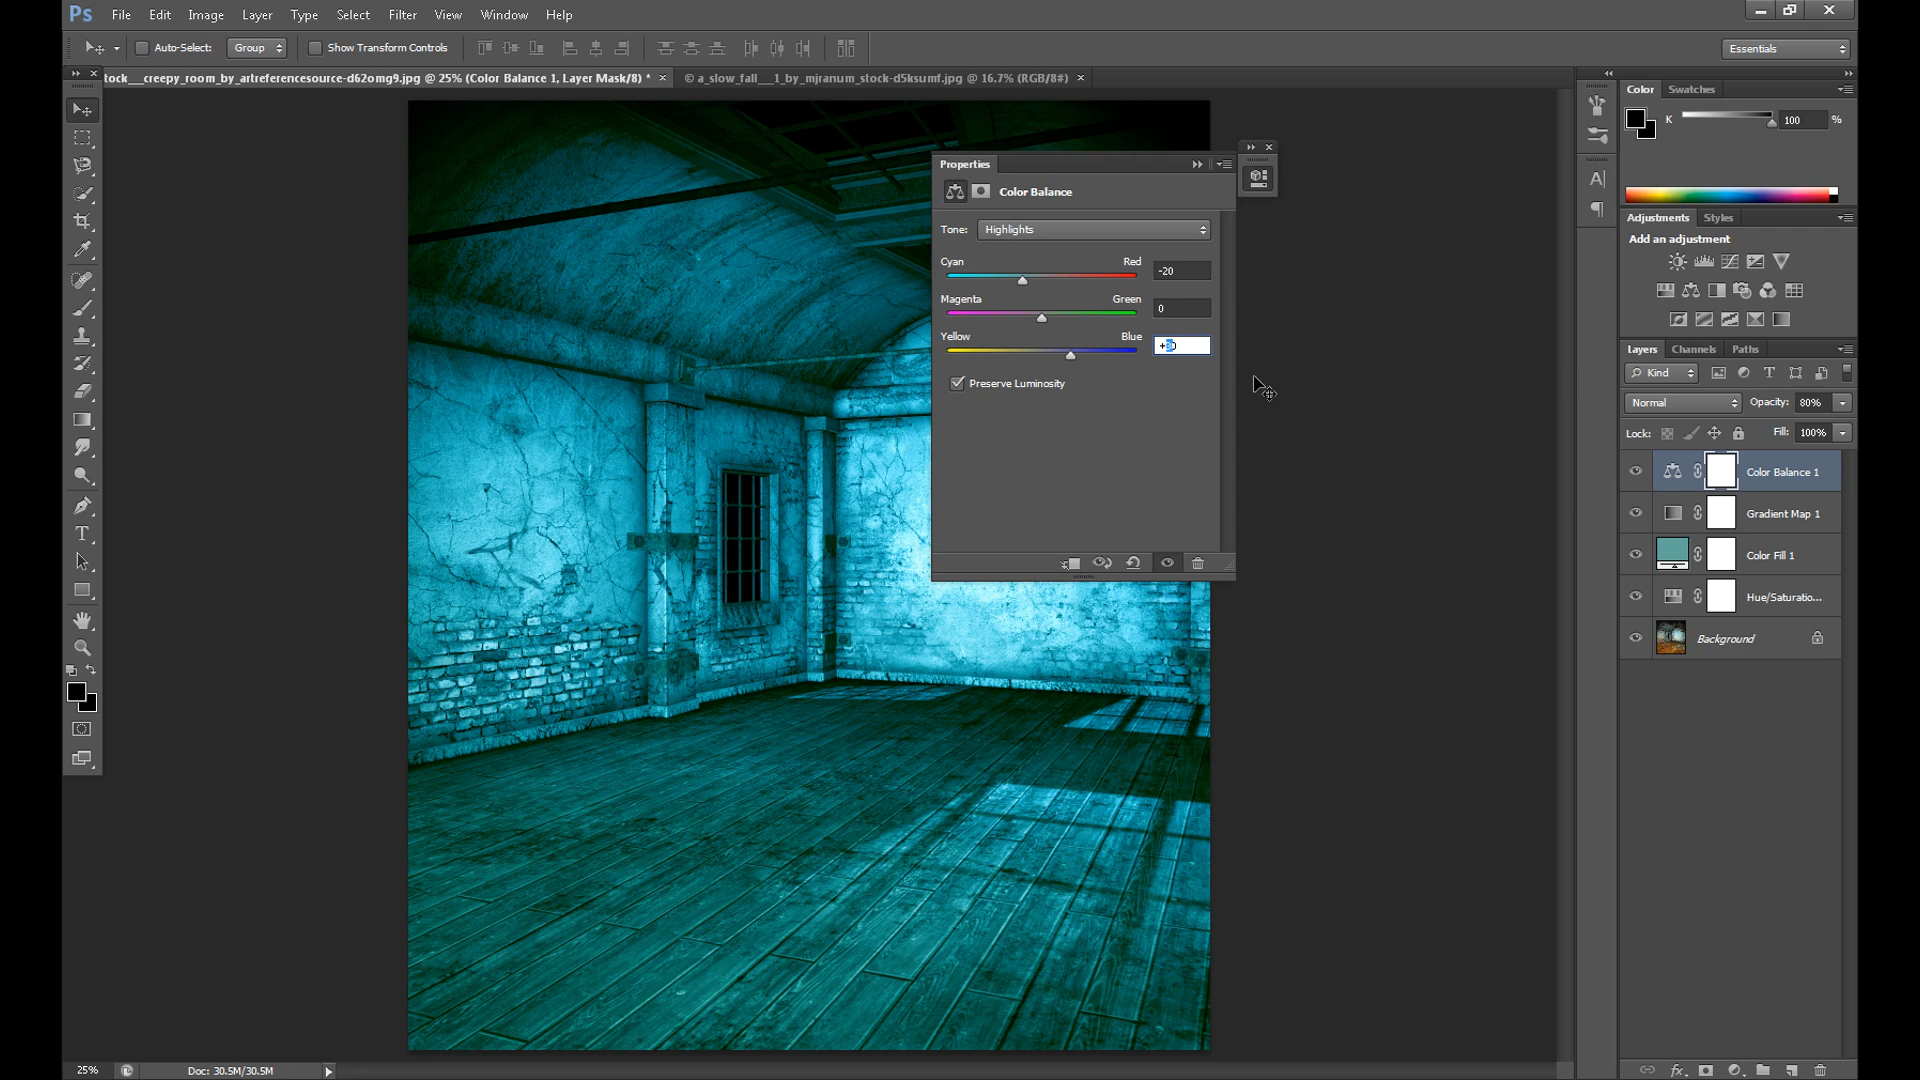 Ps File Edit Image Layer Type Select Filter View Window Help
Auto-Select: Group Show Transform Controls Essentials
tock___creepy_room_by_artreferencesource-d62omg9.jpg @ 25% (Color Balance 1, Layer Mask/8) * × © a_slow_fall___1_by_mjranum_stock-d5ksumf.jpg @ 16.7% (RGB/8#) ×
Color Swatches
K 100 %
Properties
Color Balance
Tone: Highlights
Cyan Red -20
Magenta Green 0
Yellow Blue
Preserve Luminosity
Adjustments Styles
Add an adjustment
Layers Channels Paths
Kind
Normal Opacity: 80%
Lock: Fill: 100%
Color Balance 1
Gradient Map 1
Color Fill 1
Hue/Saturatio...
Background
25% Doc: 30.5M/30.5M